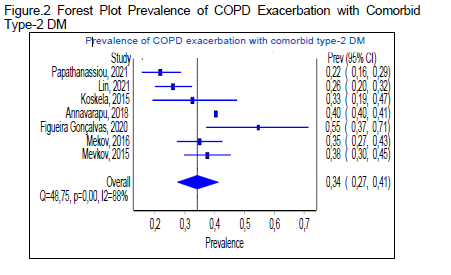 Figure.2 Forest Plot Prevalence of COPD Exacerbation with Comorbid
Type-2 DM
Prevalence of COPD exacerbation with comorbid type-2 DM
Study Prev (95% CI)
Papathanassiou, 2021 0,22 ( 0,16, 0,29)
Lin, 2021 0,26 ( 0,20, 0,32)
Koskela, 2015 0,33 ( 0,19, 0,47)
Annavarapu, 2018 0,40 ( 0,40, 0,41)
Figueira Gonçalvas, 2020 0,55 ( 0,37, 0,71)
Mekov, 2016 0,35 ( 0,27, 0,43)
Mevkov, 2015 0,38 ( 0,30, 0,45)
Overall 0,34 ( 0,27, 0,41)
Q=48,75, p=0,00, I2=88%
0,2 0,3 0,4 0,5 0,6 0,7
Prevalence